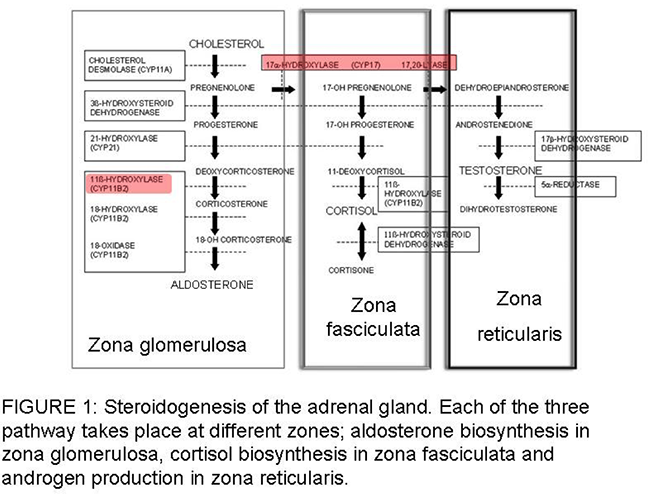 CHOLESTEROL
CHOLESTEROL
DESMOLASE (CYP11A)
17α-HYDROXYLASE (CYP17) 17,20-LYASE
PREGNENOLONE
17-OH PREGNENOLONE
DEHYDROEPIANDROSTERONE
3ß-HYDROXYSTEROID
DEHYDROGENASE
PROGESTERONE
17-OH PROGESTERONE
ANDROSTENEDIONE
21-HYDROXYLASE
(CYP21)
17β-HYDROXYSTEROID
DEHYDROGENASE
DEOXYCORTICOSTERONE
11-DEOXYCORTISOL
TESTOSTERONE
11ß-HYDROXYLASE
(CYP11B2)
11ß-
HYDROXYLASE
(CYP11B2)
5α-REDUCTASE
CORTICOSTERONE
CORTISOL
DIHYDROTESTOSTERONE
18-HYDROXYLASE
(CYP11B2)
18-OH CORTICOSTERONE
11ß-HYDROXYSTEROID
DEHYDROGENASE
18-OXIDASE
(CYP11B2)
CORTISONE
ALDOSTERONE
Zona glomerulosa
Zona
fasciculata
Zona
reticularis
FIGURE 1: Steroidogenesis of the adrenal gland. Each of the three
pathway takes place at different zones; aldosterone biosynthesis in
zona glomerulosa, cortisol biosynthesis in zona fasciculata and
androgen production in zona reticularis.